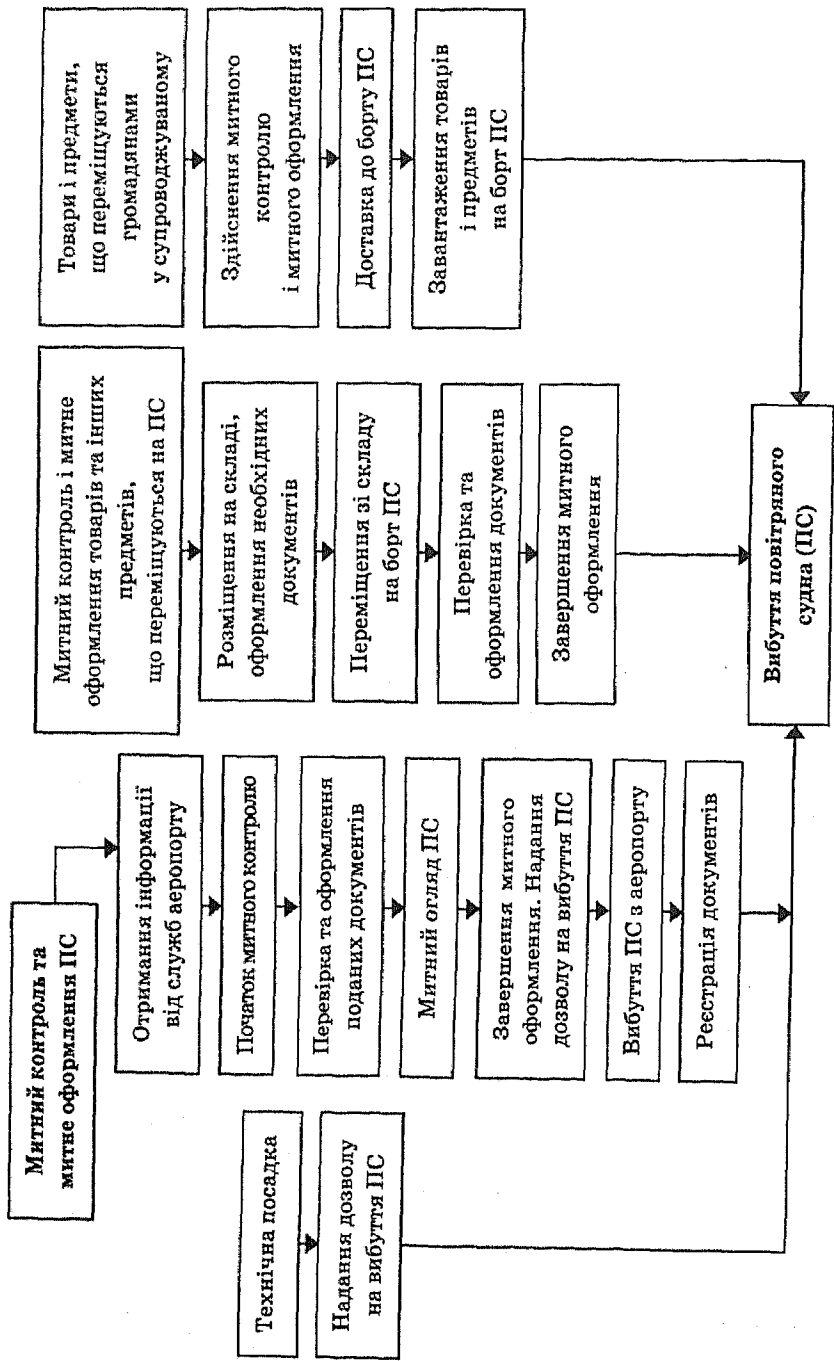 Митний контроль та
митне оформлення ПС
Технічна посадка
Надання дозволу
на вибуття ПС
Отримання інформації
від служб аеропорту
Початок митного контролю
Перевірка та оформлення
поданих документів
Митний огляд ПС
Завершення митного
оформлення. Надання
дозволу на вибуття ПС
Вибуття ПС з аеропорту
Реєстрація документів
Митний контроль і митне
оформлення товарів та інших
предметів,
що переміщуються на ПС
Розміщення на складі,
оформлення необхідних
документів
Переміщення зі складу
на борт ПС
Перевірка та
оформлення документів
Завершення митного
оформлення
Товари і предмети,
що переміщуються
громадянами
у супроводжуваному
Здійснення митного
контролю
і митного оформлення
Доставка до борту ПС
Завантаження товарів
і предметів
на борт ПС
Вибуття повітряного
судна (ПС)